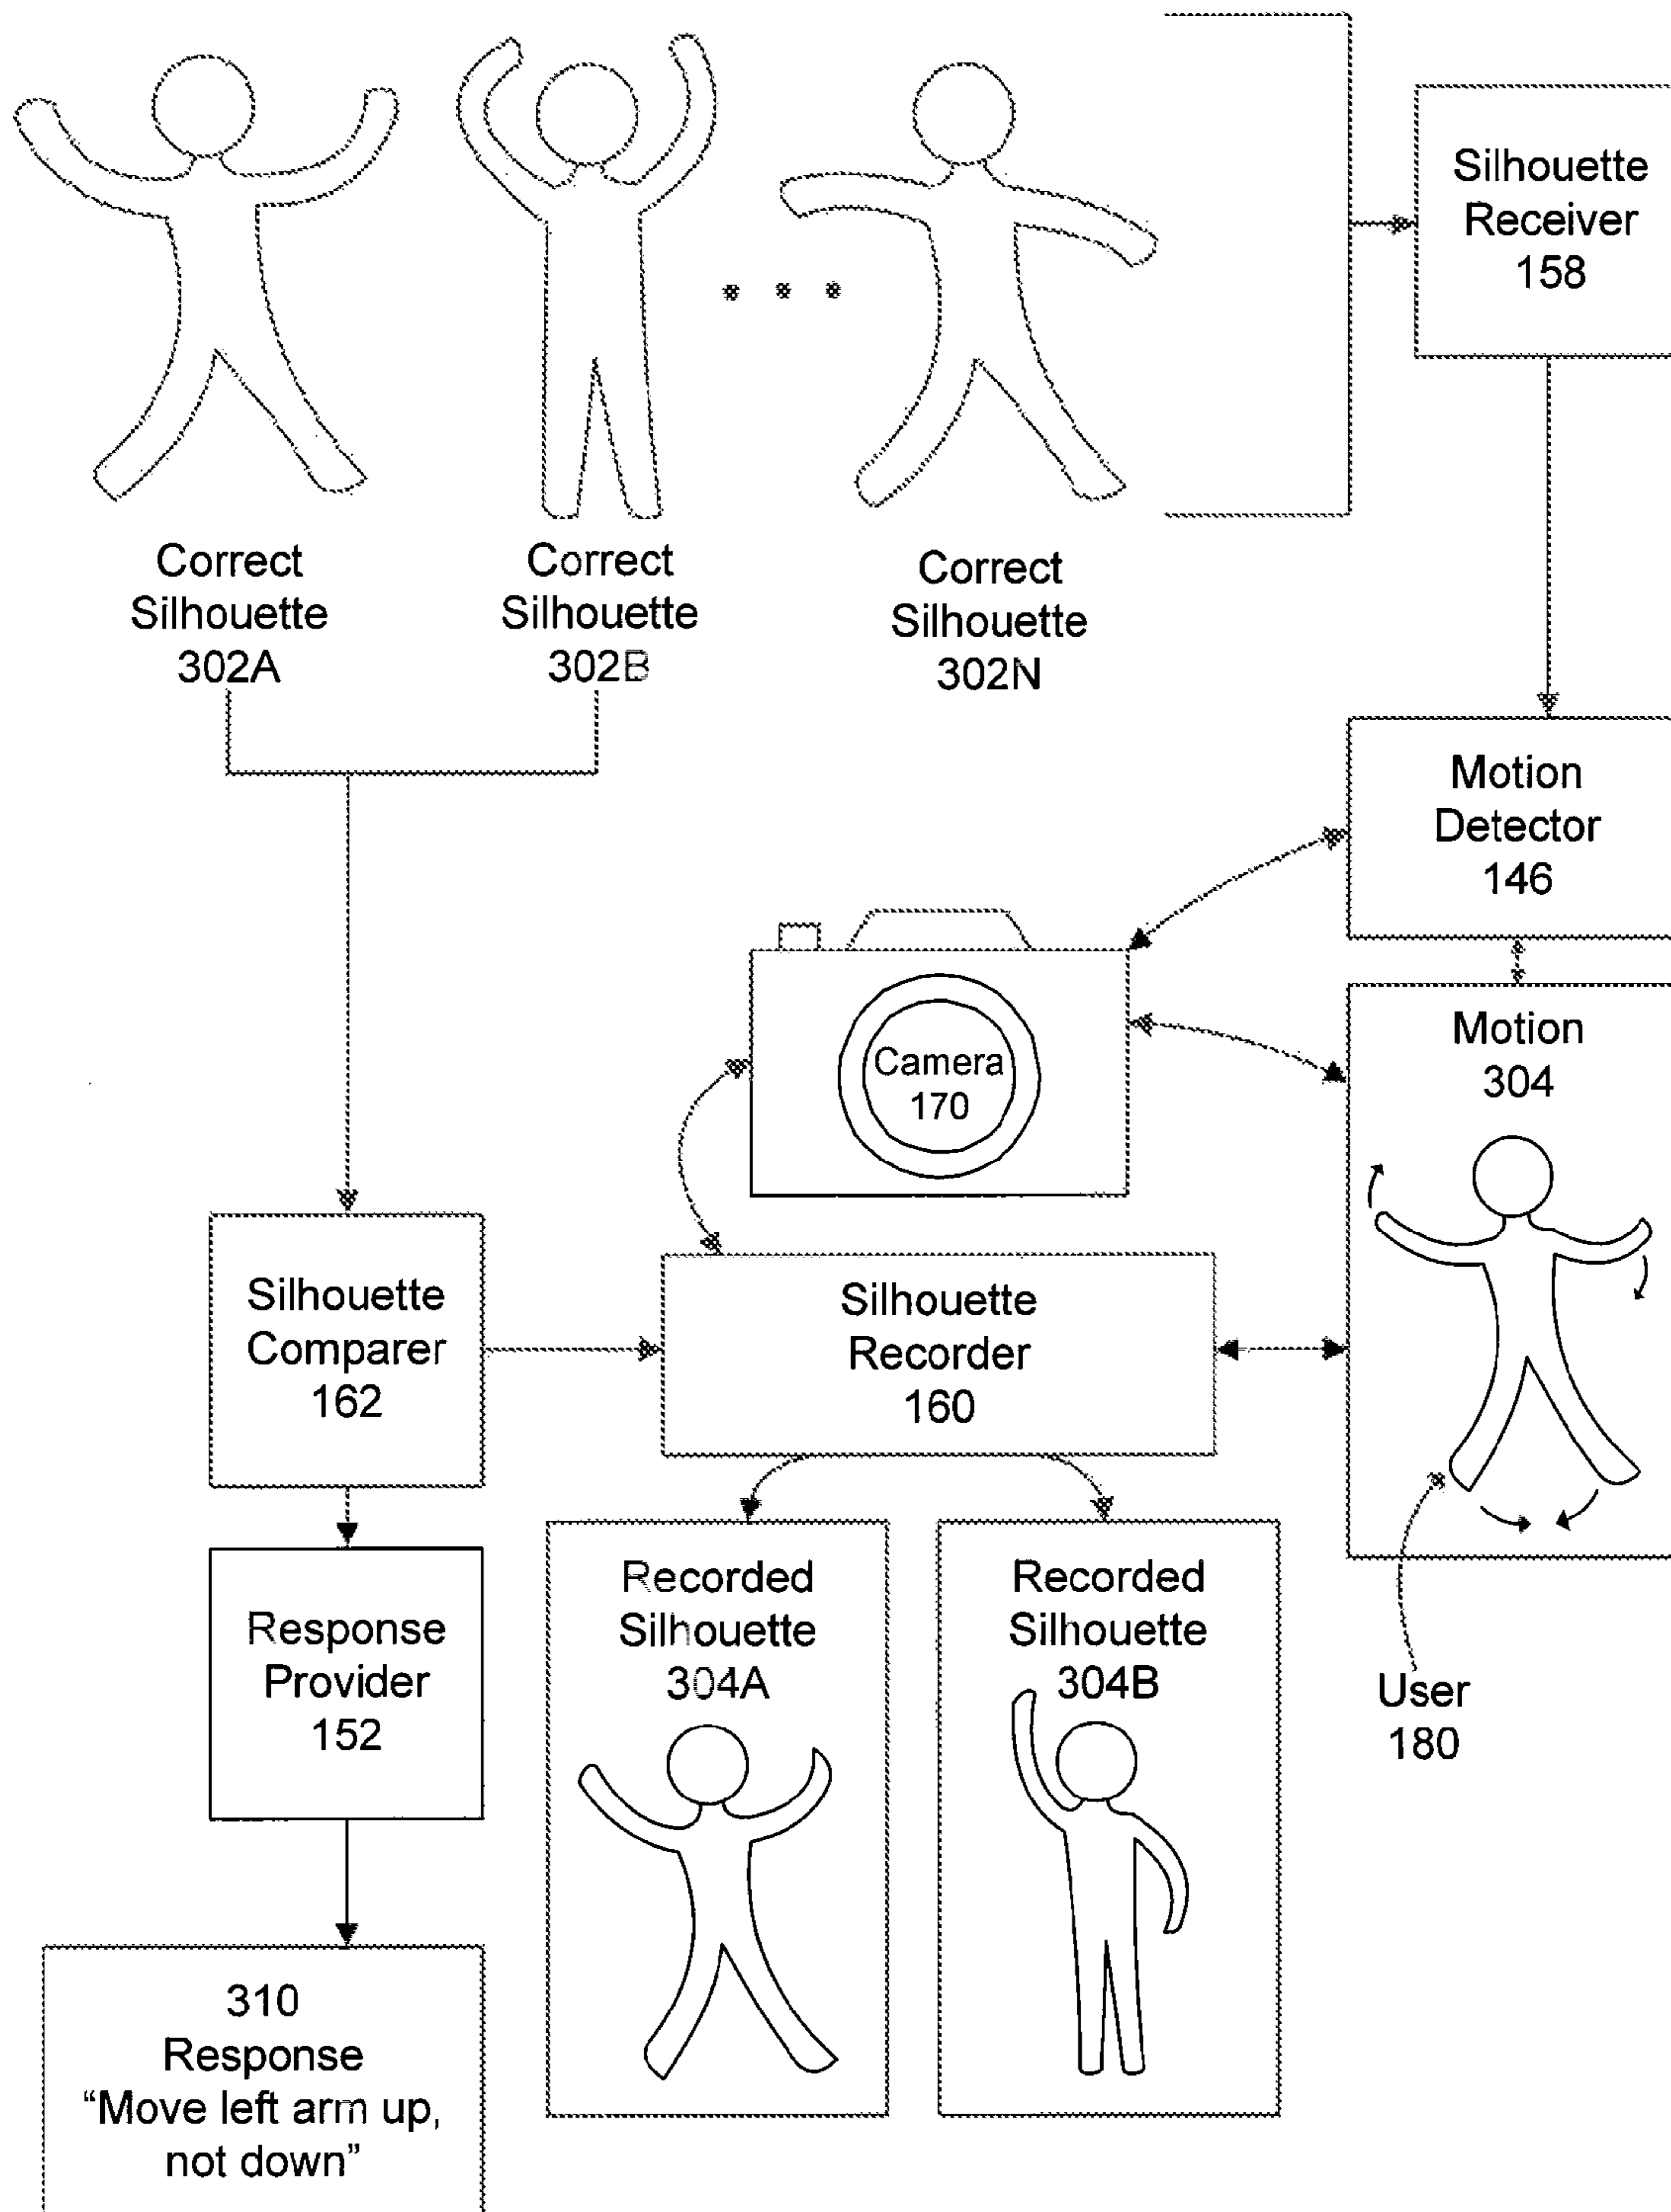 Silhouette
Receiver
158
Correct
Silhouette
302A
Correct
Silhouette
302B
Correct
Silhouette
302N
Motion
Detector
146
Camera
170
Motion
304
Silhouette
Comparer
162
Silhouette
Recorder
160
Response
Provider
152
Recorded
Silhouette
304A
Recorded
Silhouette
304B
User
180
310
Response
“Move left arm up,
not down”